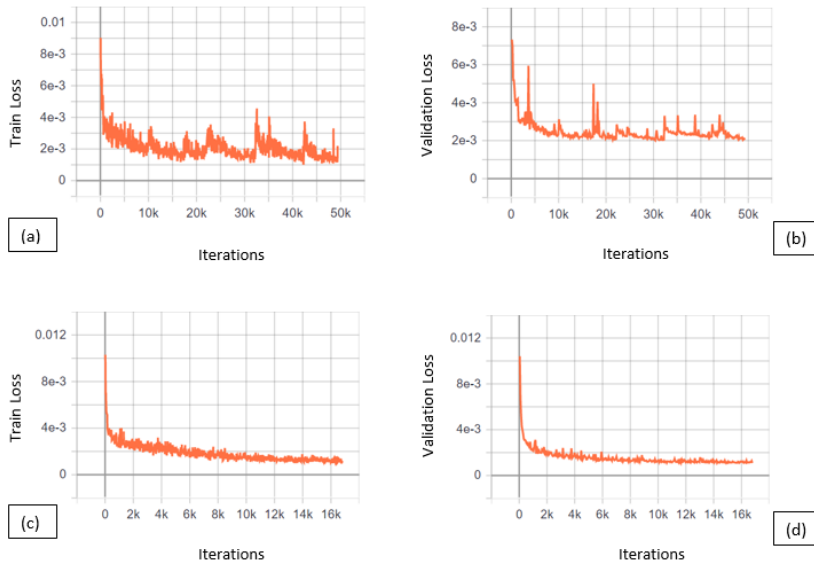 0.01
8e-3
6e-3
4e-3
2e-3
0
Train Loss
0 10k 20k 30k 40k 50k
Iterations
(a)
8e-3
6e-3
4e-3
2e-3
0
Validation Loss
0 10k 20k 30k 40k 50k
Iterations
(b)
0.012
8e-3
4e-3
0
Train Loss
0 2k 4k 6k 8k 10k 12k 14k 16k
Iterations
(c)
0.012
8e-3
4e-3
0
Validation Loss
0 2k 4k 6k 8k 10k 12k 14k 16k
Iterations
(d)